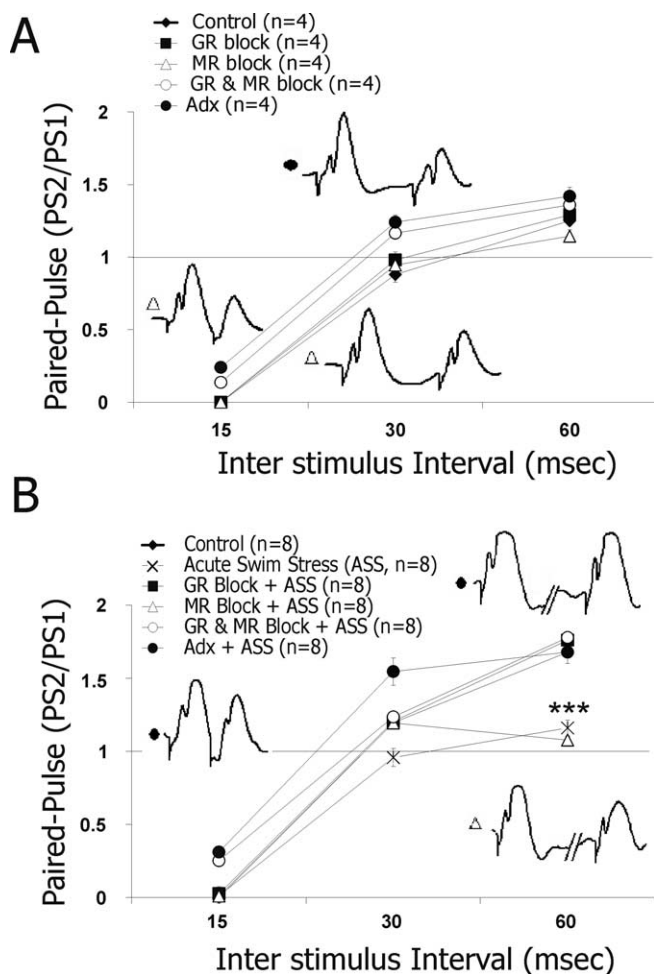 A
Control (n=4)
GR block (n=4)
MR block (n=4)
GR & MR block (n=4)
Adx (n=4)
Paired-Pulse (PS2/PS1)
2
1.5
1
0.5
0
15
30
60
Inter stimulus Interval (msec)
B
Control (n=8)
Acute Swim Stress (ASS, n=8)
GR Block + ASS (n=8)
MR Block + ASS (n=8)
GR & MR Block + ASS (n=8)
Adx + ASS (n=8)
Paired-Pulse (PS2/PS1)
2
1.5
1
0.5
0
***
15
30
60
Inter stimulus Interval (msec)